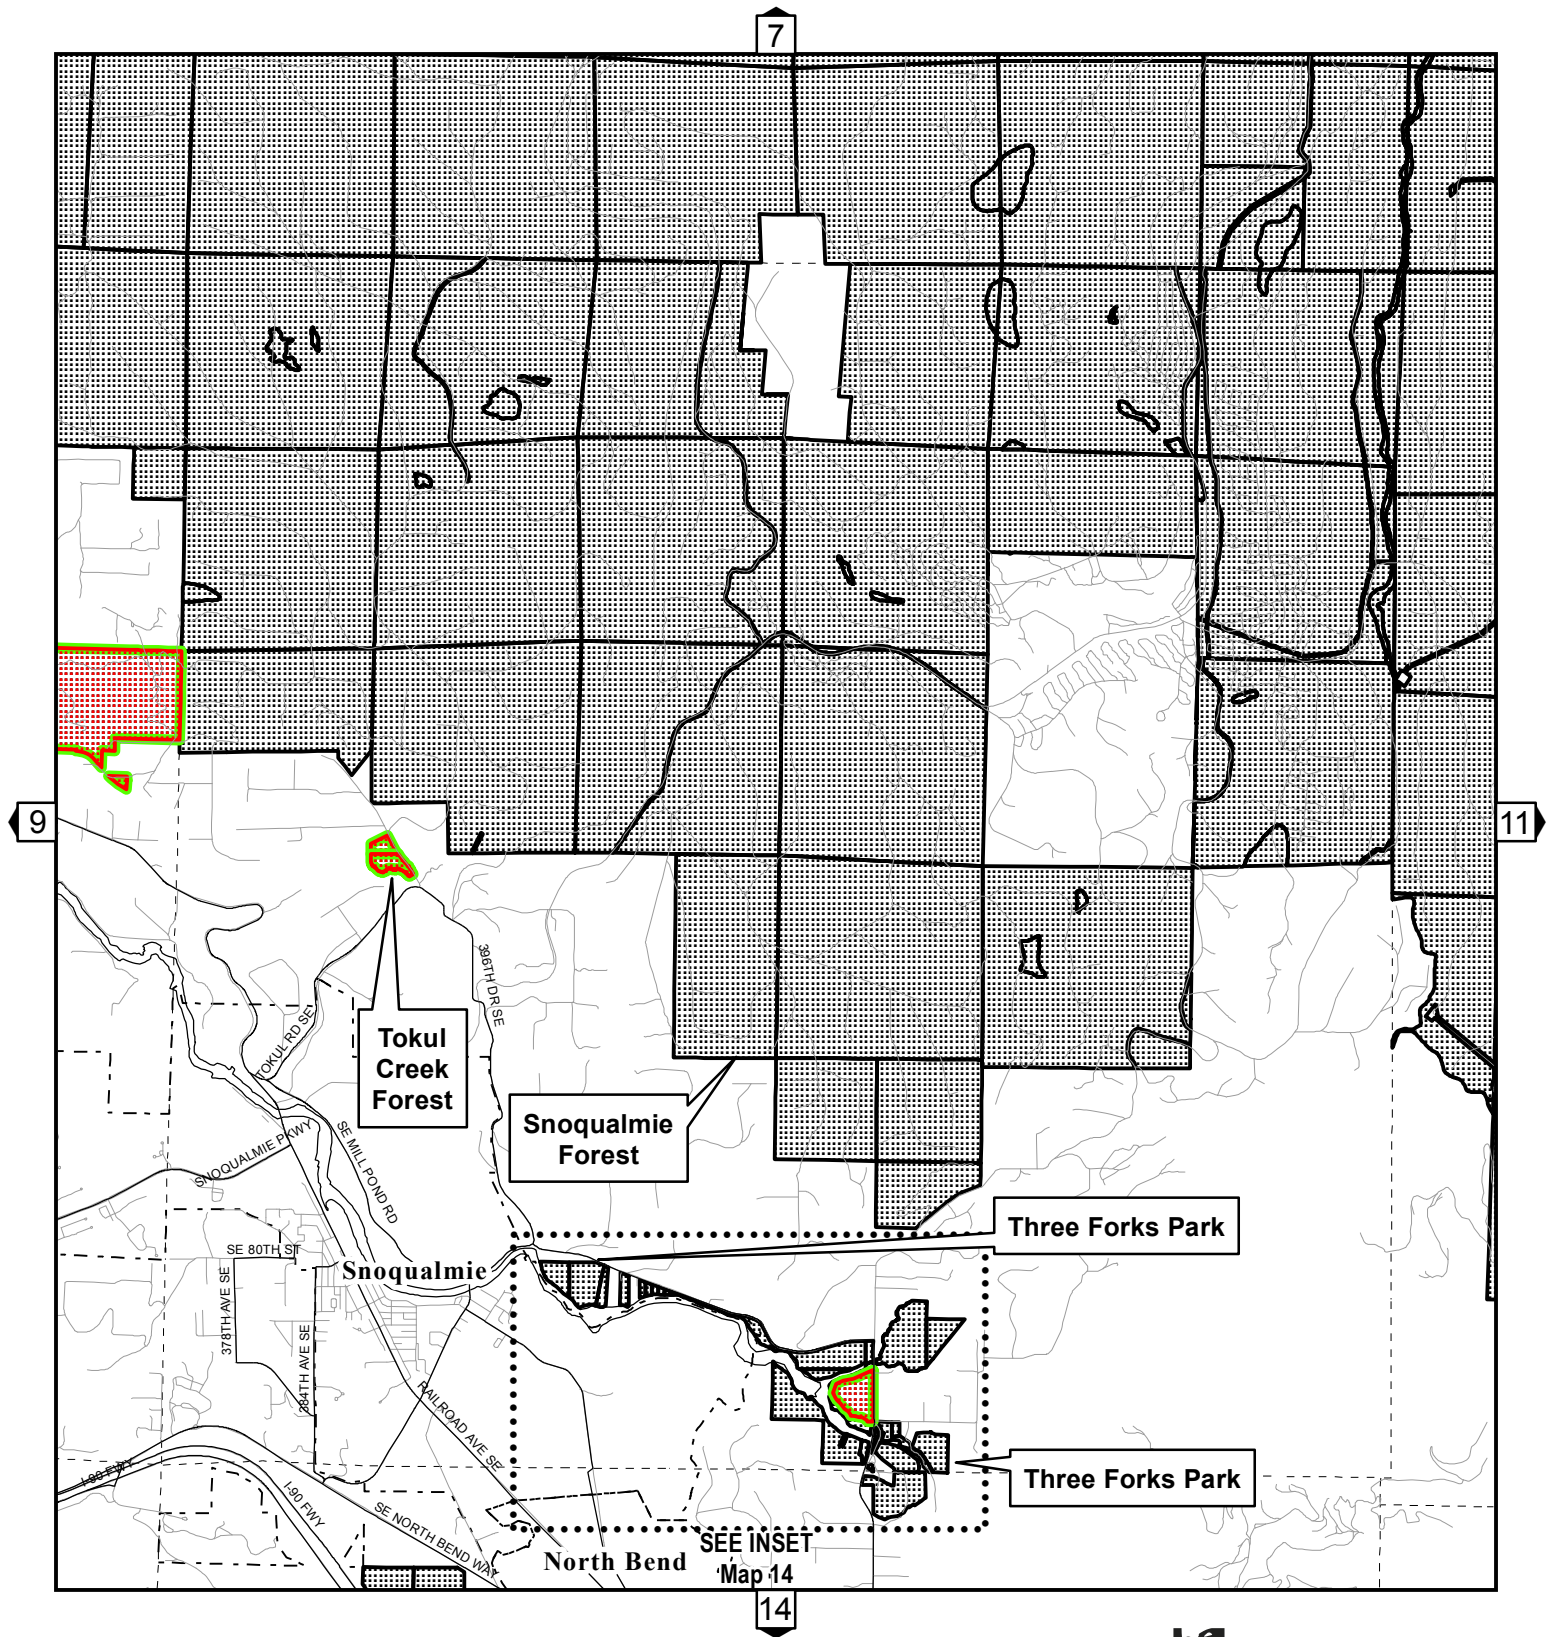 7
9
11
396TH DR SE
TOKUL RD SE
Tokul
Creek
Forest
Snoqualmie
Forest
SNOQUALMIE PKWY
SE MILL POND RD
Three Forks Park
SE 80TH ST
Snoqualmie
378TH AVE SE
384TH AVE SE
RAILROAD AVE SE
Three Forks Park
I-90 FWY
I-90 FWY
SE NORTH BEND WAY
North Bend
SEE INSET
Map 14
14